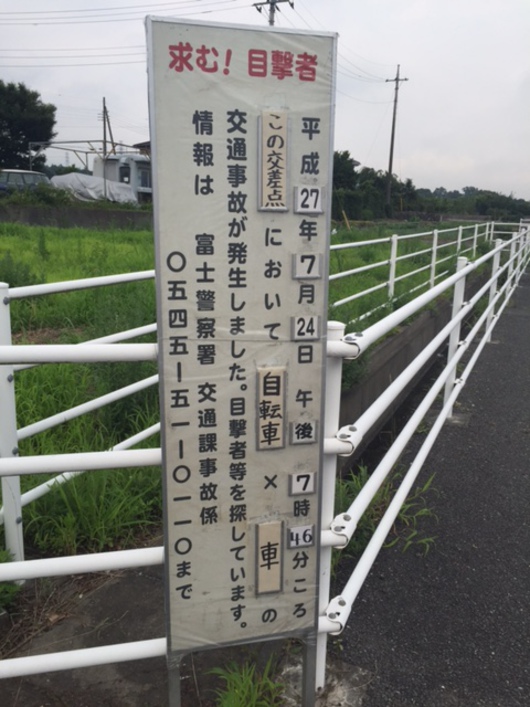 求む！目撃者
平成27年7月24日午後7時46分ころ
この交差点において自転車×車の
交通事故が発生しました。目撃者等を探しています。
情報は 富士警察署 交通課事故係
〇五四五ー五一ー〇一一〇まで